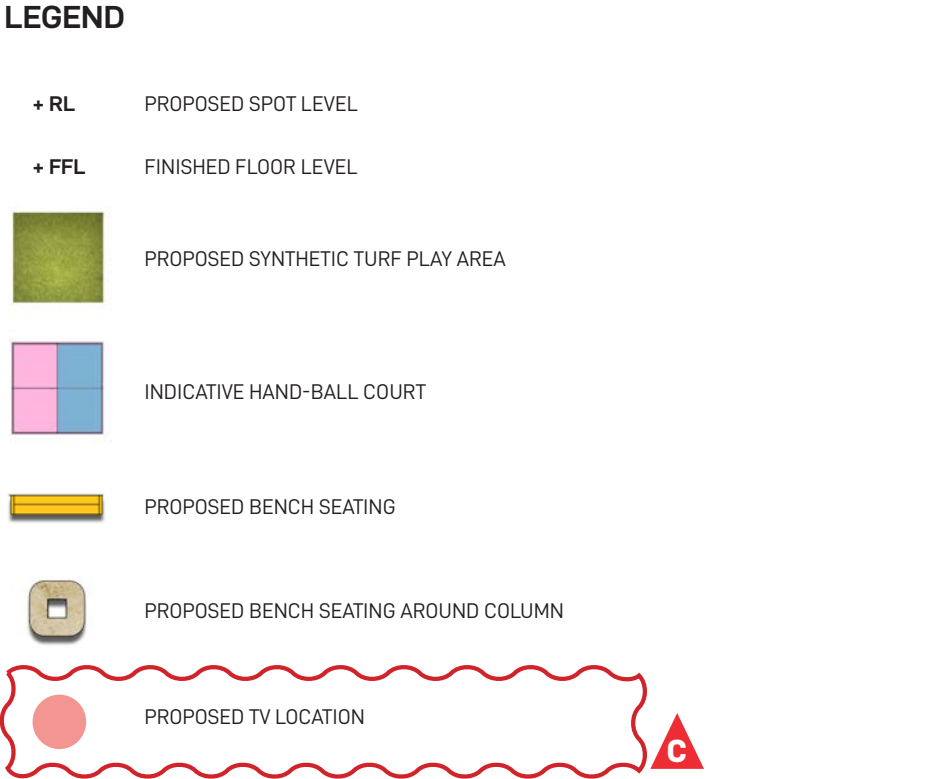 LEGEND
+ RL PROPOSED SPOT LEVEL
+ FFL FINISHED FLOOR LEVEL
PROPOSED SYNTHETIC TURF PLAY AREA
INDICATIVE HAND-BALL COURT
PROPOSED BENCH SEATING
PROPOSED BENCH SEATING AROUND COLUMN
PROPOSED TV LOCATION
C